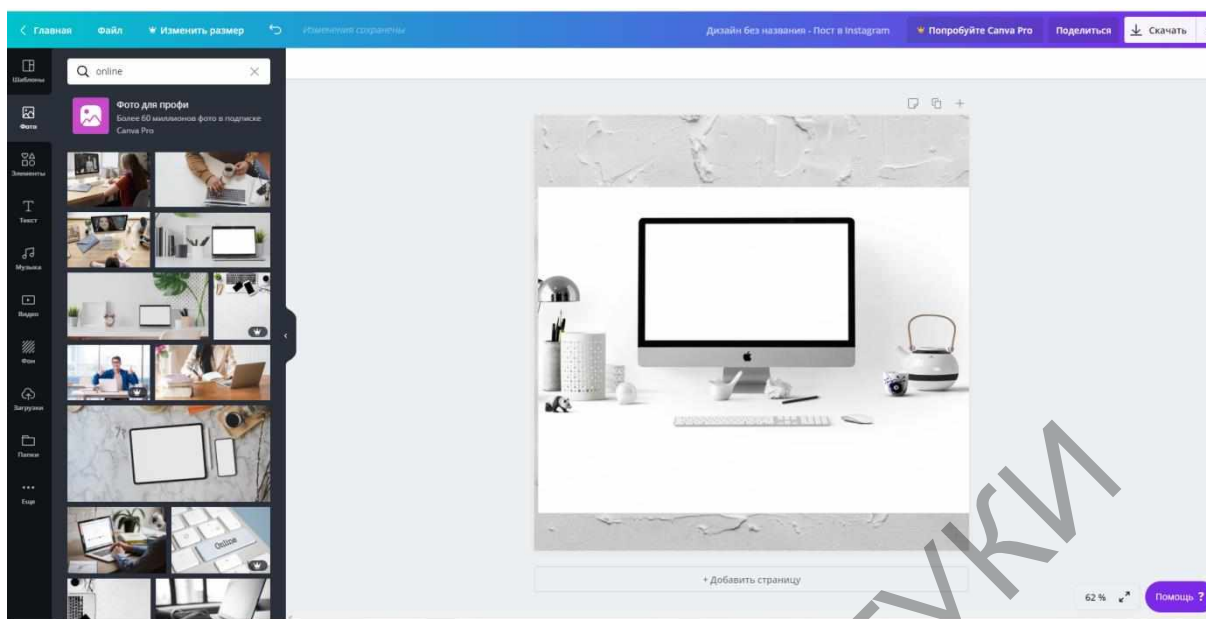 Главная
Файл
Изменить размер
Изменения сохранены
Дизайн без названия - Пост в Instagram
Попробуйте Canva Pro
Поделиться
Скачать
Шаблоны
Фото
Элементы
Текст
Музыка
Видео
Фон
Загрузки
Папки
Еще
online
Фото для профи
Более 60 миллионов фото в подписке
Canva Pro
Online
+ Добавить страницу
62 %
Помощь ?